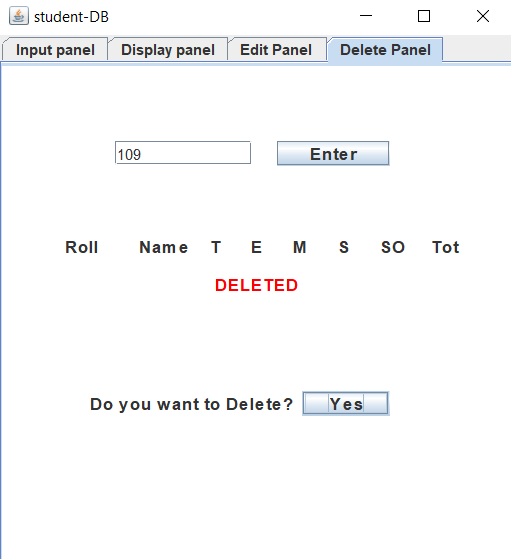 student-DB
Input panel Display panel Edit Panel Delete Panel
109 Enter
Roll Name T E M S SO Tot
DELETED
Do you want to Delete? Yes